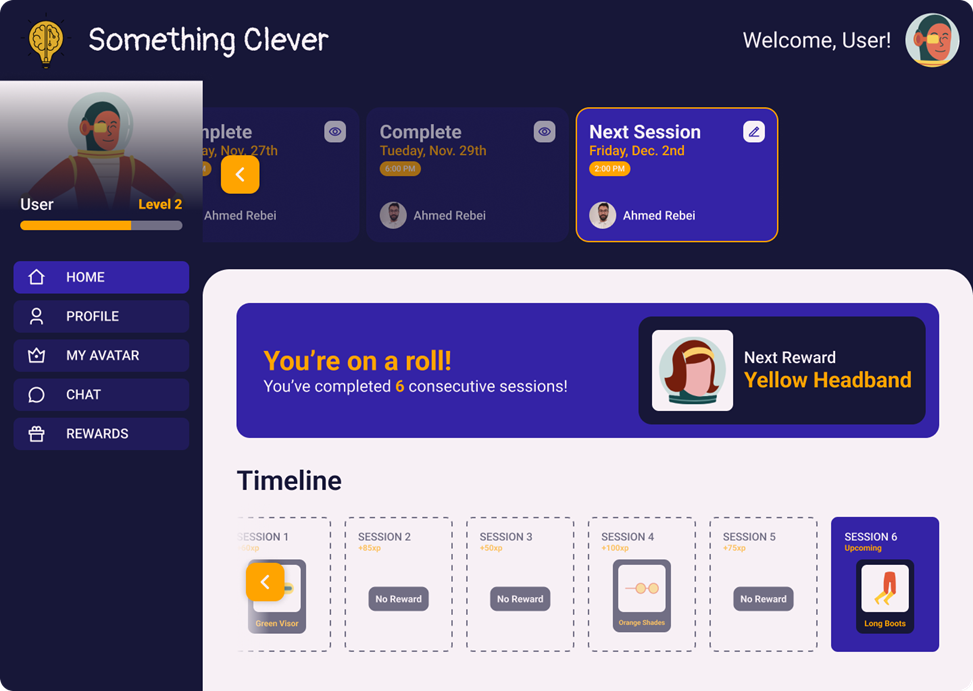 Something Clever
Welcome, User!
User
Level 2
HOME
PROFILE
MY AVATAR
CHAT
REWARDS
Nov. 27th
Ahmed Rebei
Complete
Tueday, Nov. 29th
6:00 PM
Ahmed Rebei
Next Session
Friday, Dec. 2nd
2:00 PM
Ahmed Rebei
You're on a roll!
You've completed 6 consecutive sessions!
Next Reward
Yellow Headband
Timeline
SESSION 1
Green Visor
SESSION 2
+85xp
No Reward
SESSION 3
+50xp
No Reward
SESSION 4
+100xp
Orange Shades
SESSION 5
+75xp
No Reward
SESSION 6
Upcoming
Long Boots